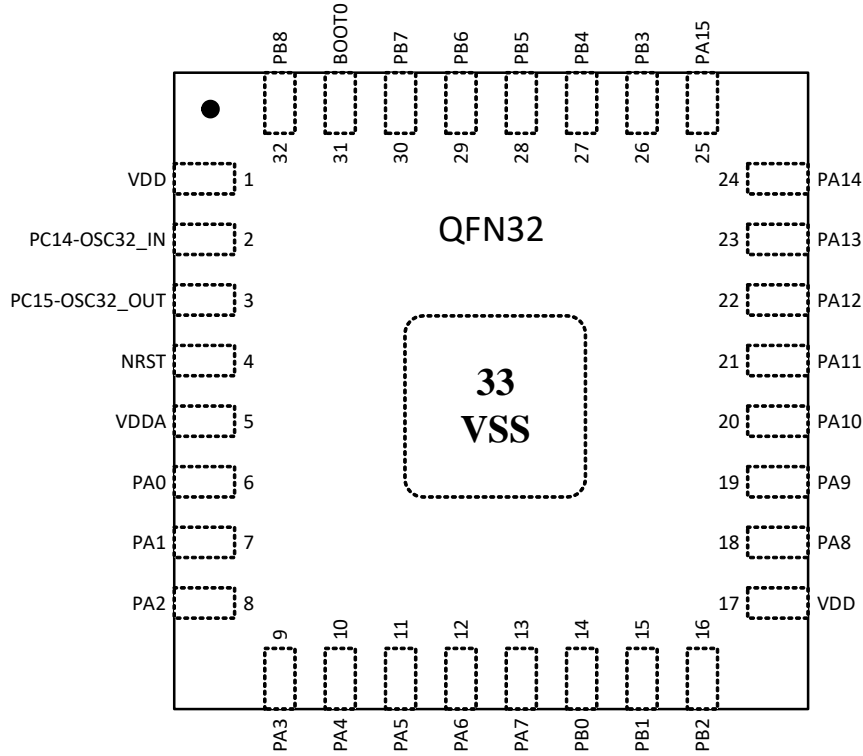 PB8 BOOT0 PB7 PB6 PB5 PB4 PB3 PA15
32 31 30 29 28 27 26 25
VDD 1
24 PA14
PC14-OSC32_IN 2
QFN32
23 PA13
PC15-OSC32_OUT 3
22 PA12
NRST 4
21 PA11
33
VSS
VDDA 5
20 PA10
PA0 6
19 PA9
PA1 7
18 PA8
PA2 8
17 VDD
9 10 11 12 13 14 15 16
PA3 PA4 PA5 PA6 PA7 PB0 PB1 PB2